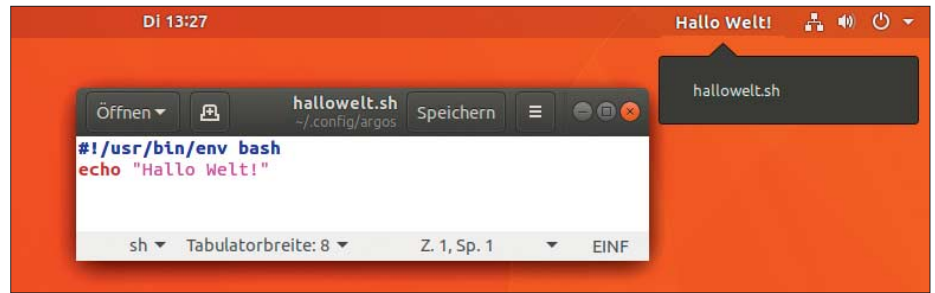 Di 13:27
Hallo Welt!
hallowelt.sh
Öffnen
hallowelt.sh
~/.config/argos
Speichern
#!/usr/bin/env bash
echo "Hallo Welt!"
sh
Tabulatorbreite: 8
Z. 1, Sp. 1
EINF